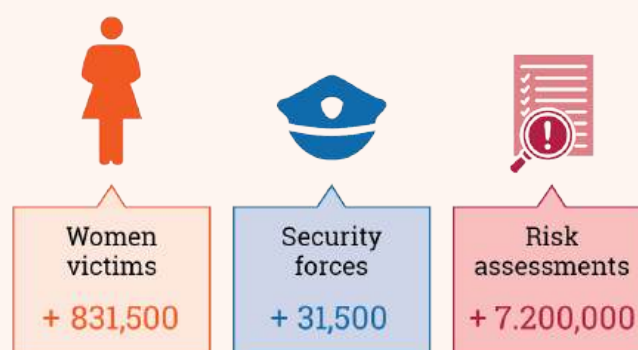 Women
victims
+ 831,500
Security
forces
+ 31,500
Risk
assessments
+ 7.200,000